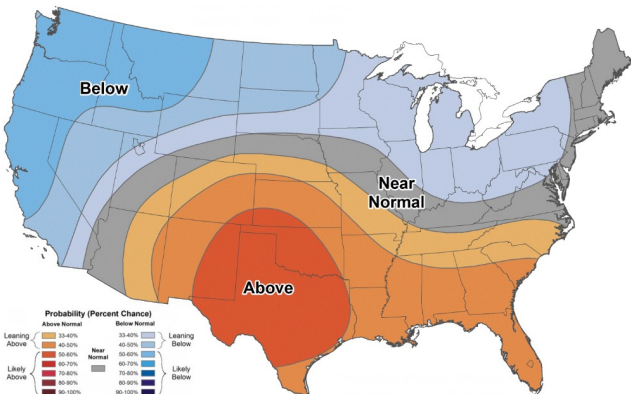 Below
Near
Normal
Above
Probability (Percent Chance)
Above Normal
Below Normal
Leaning
Above
33-40%
40-50%
Likely
Above
50-60%
60-70%
70-80%
80-90%
90-100%
Near
Normal
33-40%
40-50%
Leaning
Below
50-60%
60-70%
70-80%
80-90%
90-100%
Likely
Below